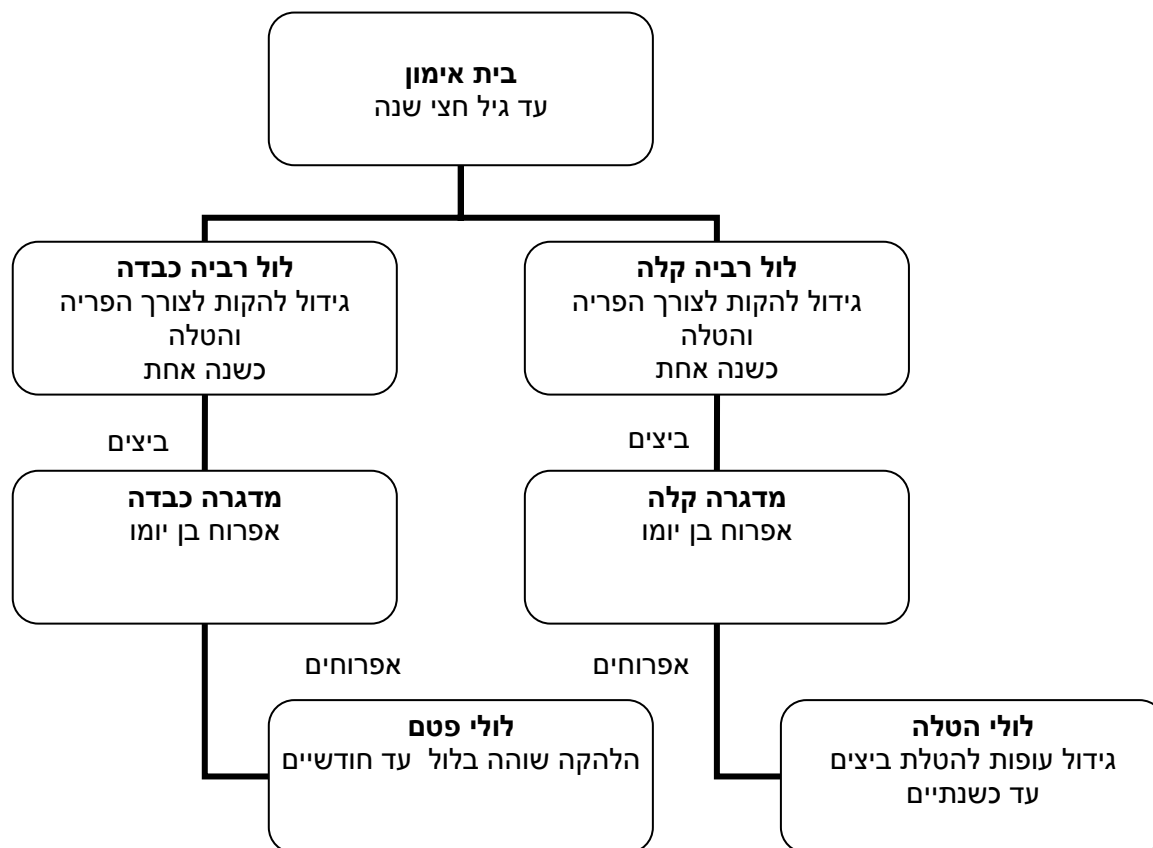 בית אימון
עד גיל חצי שנה
לול רביה קלה
גידול להקות לצורך הפריה
והטלה
כשנה אחת
לול רביה כבדה
גידול להקות לצורך הפריה
והטלה
כשנה אחת
ביצים
ביצים
מדגרה קלה
אפרוח בן יומו
מדגרה כבדה
אפרוח בן יומו
אפרוחים
אפרוחים
לולי הטלה
גידול עופות להטלת ביצים
עד כשנתיים
לולי פטם
הלהקה שוהה בלול עד חודשיים